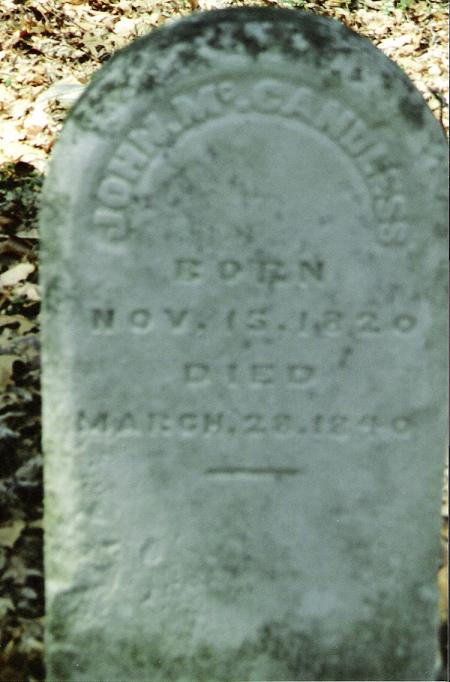 JOHN. Mc. CANDLESS
BORN
NOV. 15. 1820
DIED
MARCH. 28. 1840